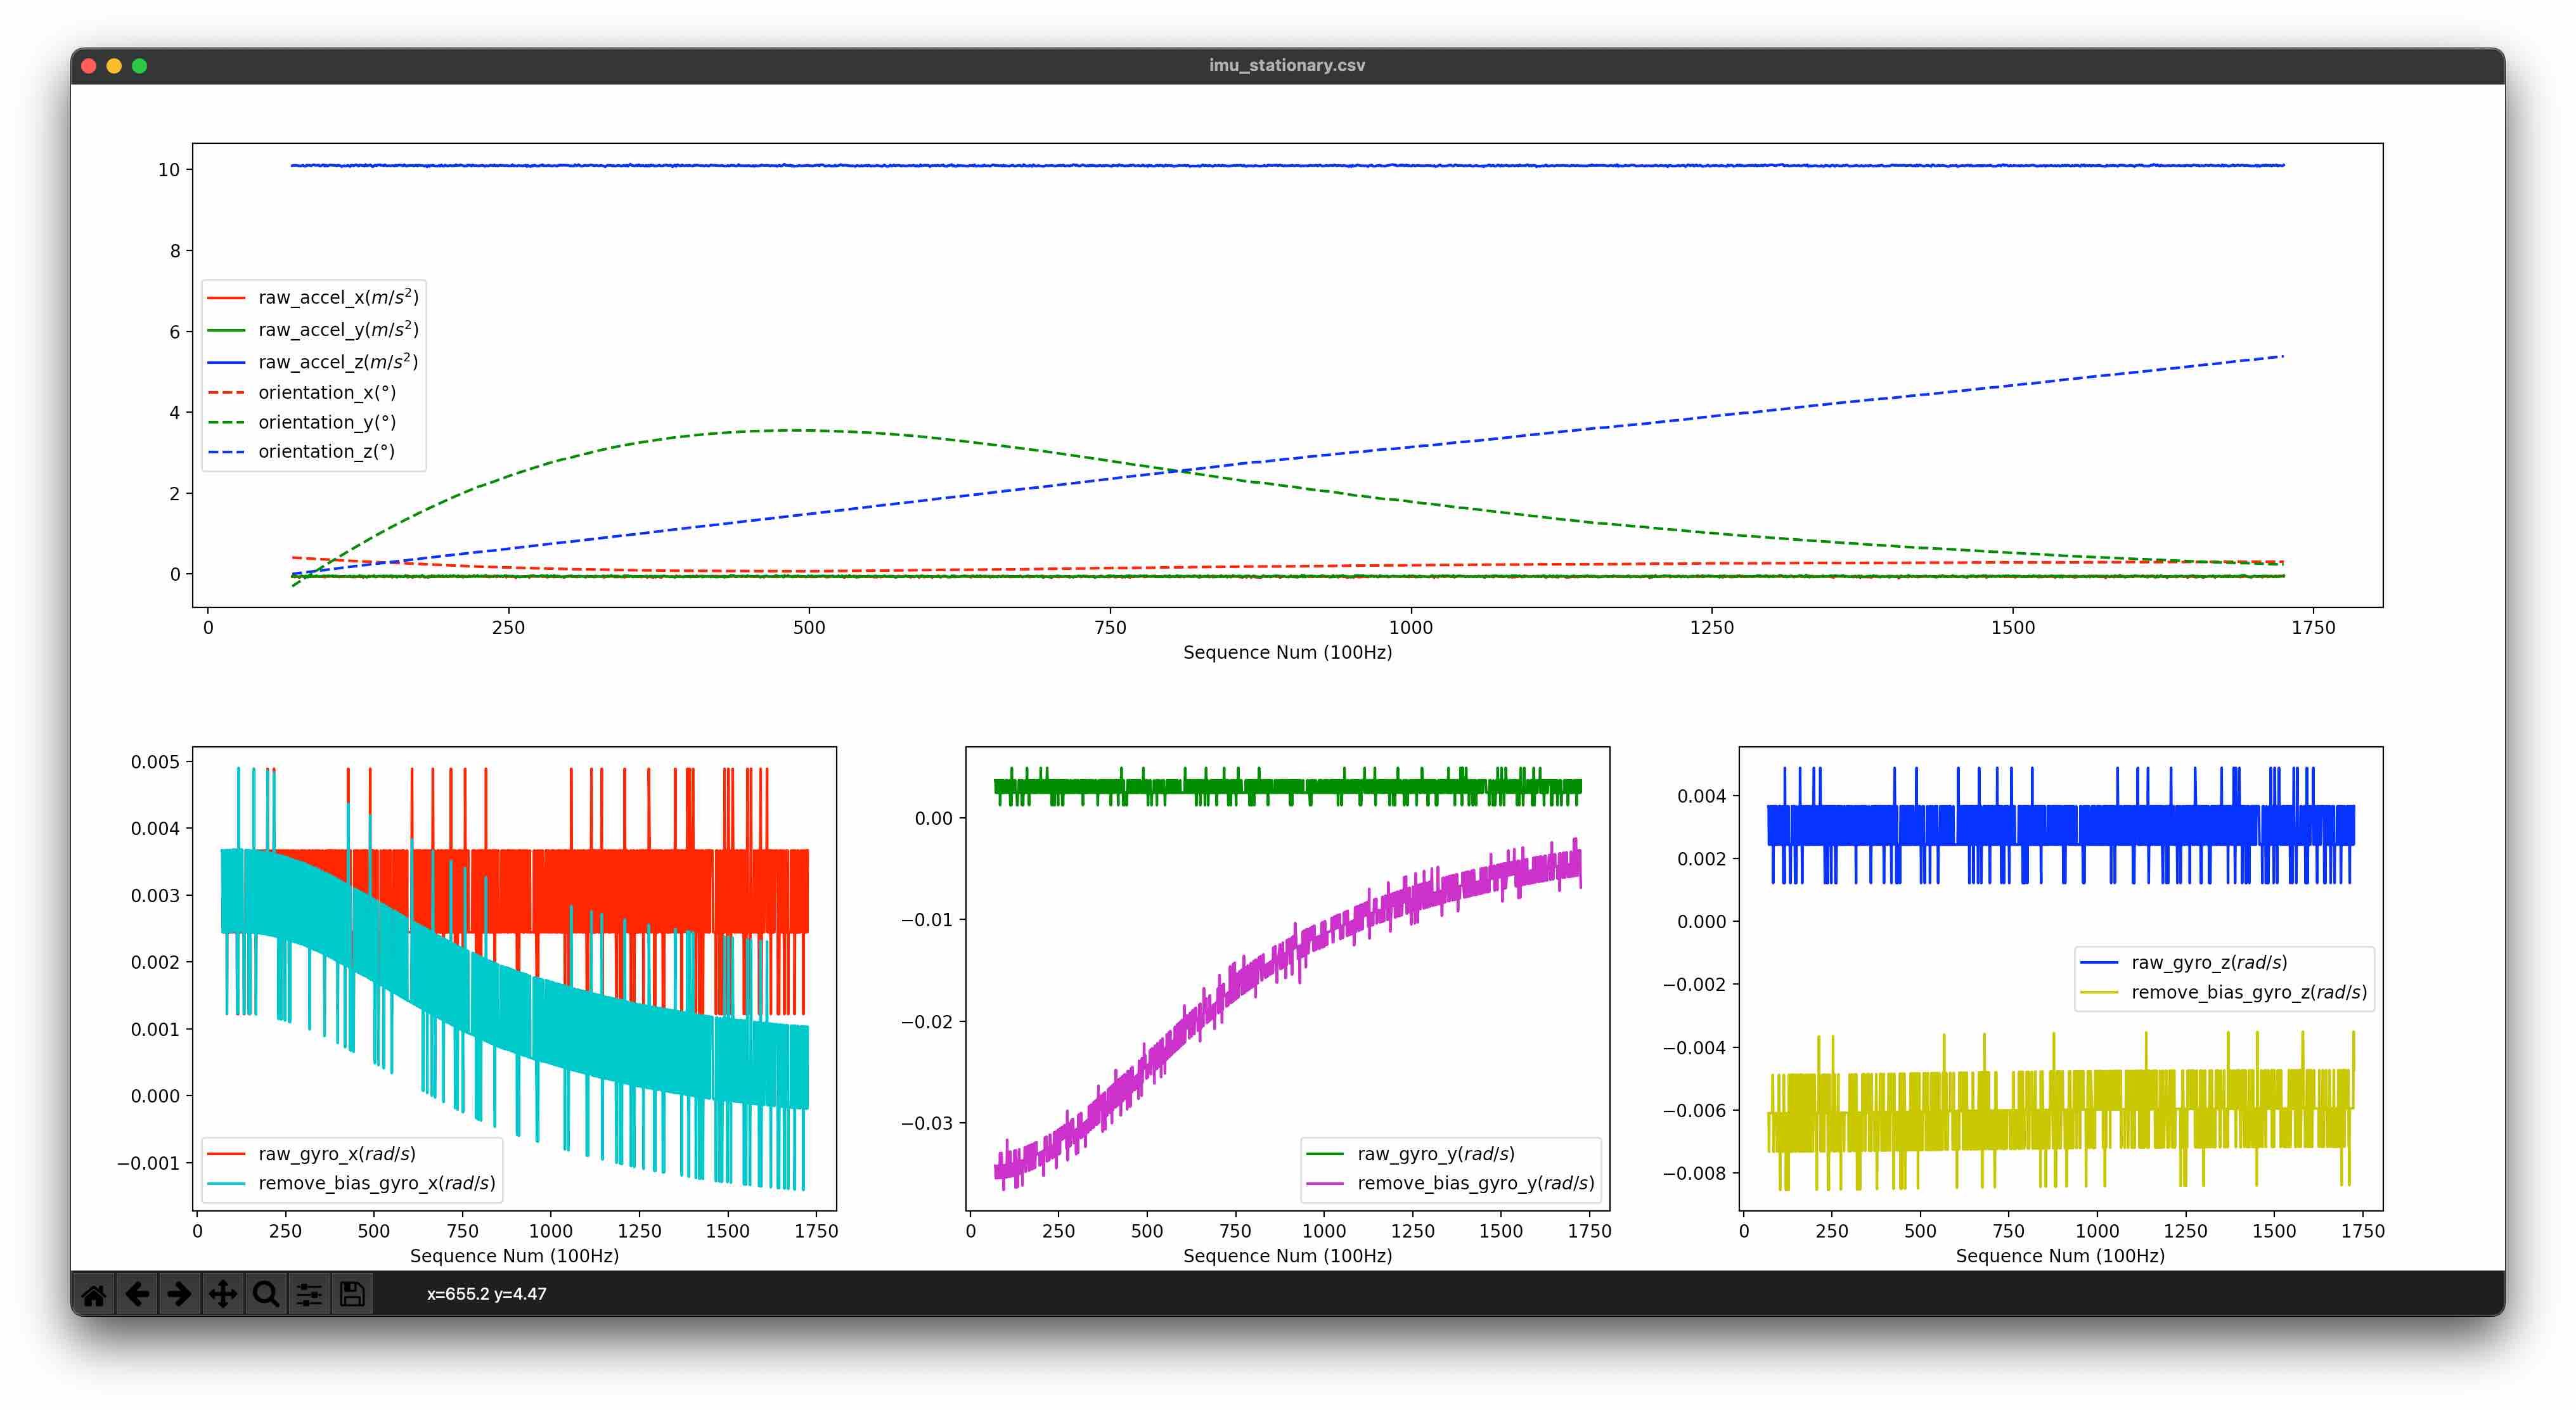 imu_stationary.csv
10
8
6
4
2
0
raw_accel_x(m/s²)
raw_accel_y(m/s²)
raw_accel_z(m/s²)
orientation_x(°)
orientation_y(°)
orientation_z(°)
0 250 500 750 1000 1250 1500 1750
Sequence Num (100Hz)
0.005
0.004
0.003
0.002
0.001
0.000
−0.001
raw_gyro_x(rad/s)
remove_bias_gyro_x(rad/s)
0 250 500 750 1000 1250 1500 1750
Sequence Num (100Hz)
0.00
−0.01
−0.02
−0.03
raw_gyro_y(rad/s)
remove_bias_gyro_y(rad/s)
0 250 500 750 1000 1250 1500 1750
Sequence Num (100Hz)
0.004
0.002
0.000
−0.002
−0.004
−0.006
−0.008
raw_gyro_z(rad/s)
remove_bias_gyro_z(rad/s)
0 250 500 750 1000 1250 1500 1750
Sequence Num (100Hz)
x=655.2 y=4.47